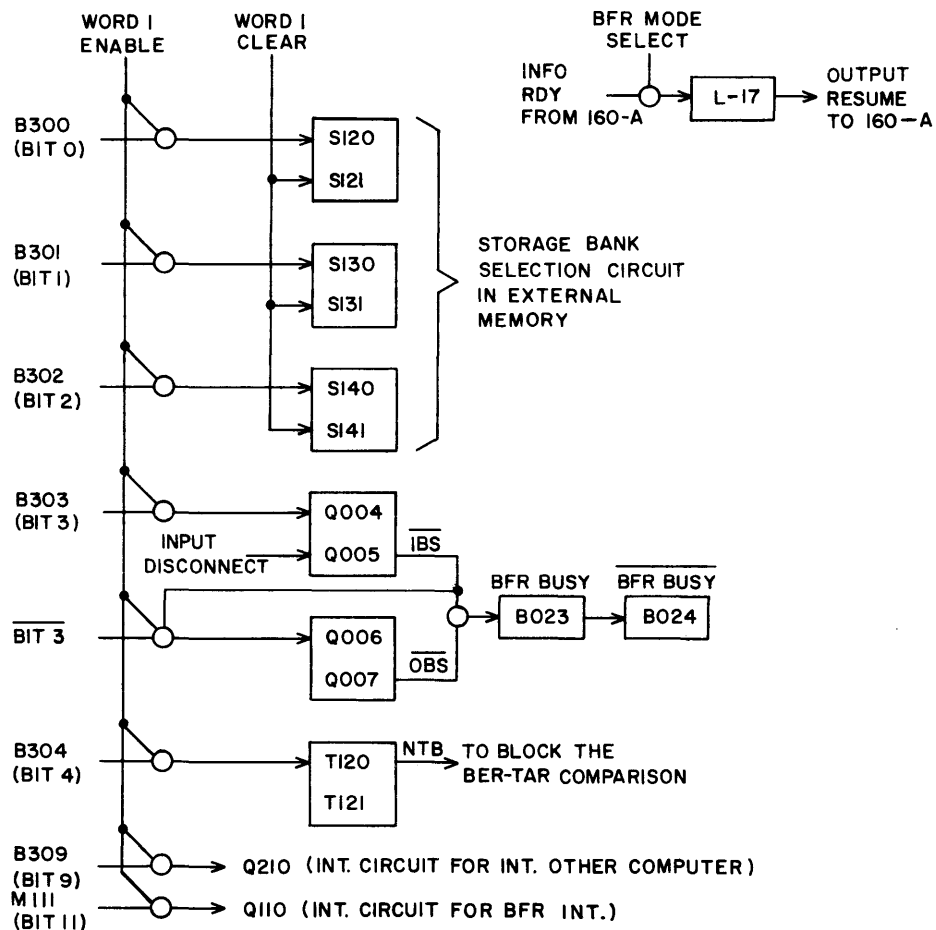 WORD I
ENABLE
WORD I
CLEAR
BFR MODE
SELECT
INFO
RDY
FROM 160-A
L-17
OUTPUT
RESUME
TO 160-A
B300
(BIT 0)
S120
S121
B301
(BIT 1)
S130
S131
STORAGE BANK
SELECTION CIRCUIT
IN EXTERNAL
MEMORY
B302
(BIT 2)
S140
S141
B303
(BIT 3)
INPUT
DISCONNECT
Q004
Q005
IBS
BIT 3
Q006
Q007
OBS
BFR BUSY
B023
BFR BUSY
B024
B304
(BIT 4)
T120
T121
NTB
TO BLOCK THE
BER-TAR COMPARISON
B309
(BIT 9)
Q210 (INT. CIRCUIT FOR INT. OTHER COMPUTER)
M111
(BIT 11)
Q110 (INT. CIRCUIT FOR BFR INT.)